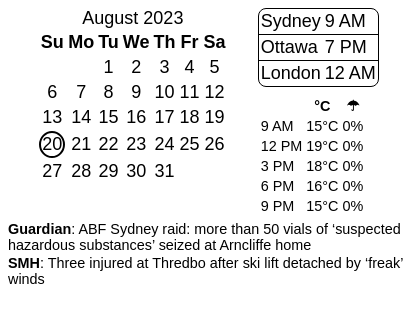 August 2023
Su Mo Tu We Th Fr Sa
1 2 3 4 5
6 7 8 9 10 11 12
13 14 15 16 17 18 19
20 21 22 23 24 25 26
27 28 29 30 31
Sydney 9 AM
Ottawa 7 PM
London 12 AM
°C ☂
9 AM 15°C 0%
12 PM 19°C 0%
3 PM 18°C 0%
6 PM 16°C 0%
9 PM 15°C 0%
Guardian: ABF Sydney raid: more than 50 vials of ‘suspected
hazardous substances’ seized at Arncliffe home
SMH: Three injured at Thredbo after ski lift detached by ‘freak’
winds